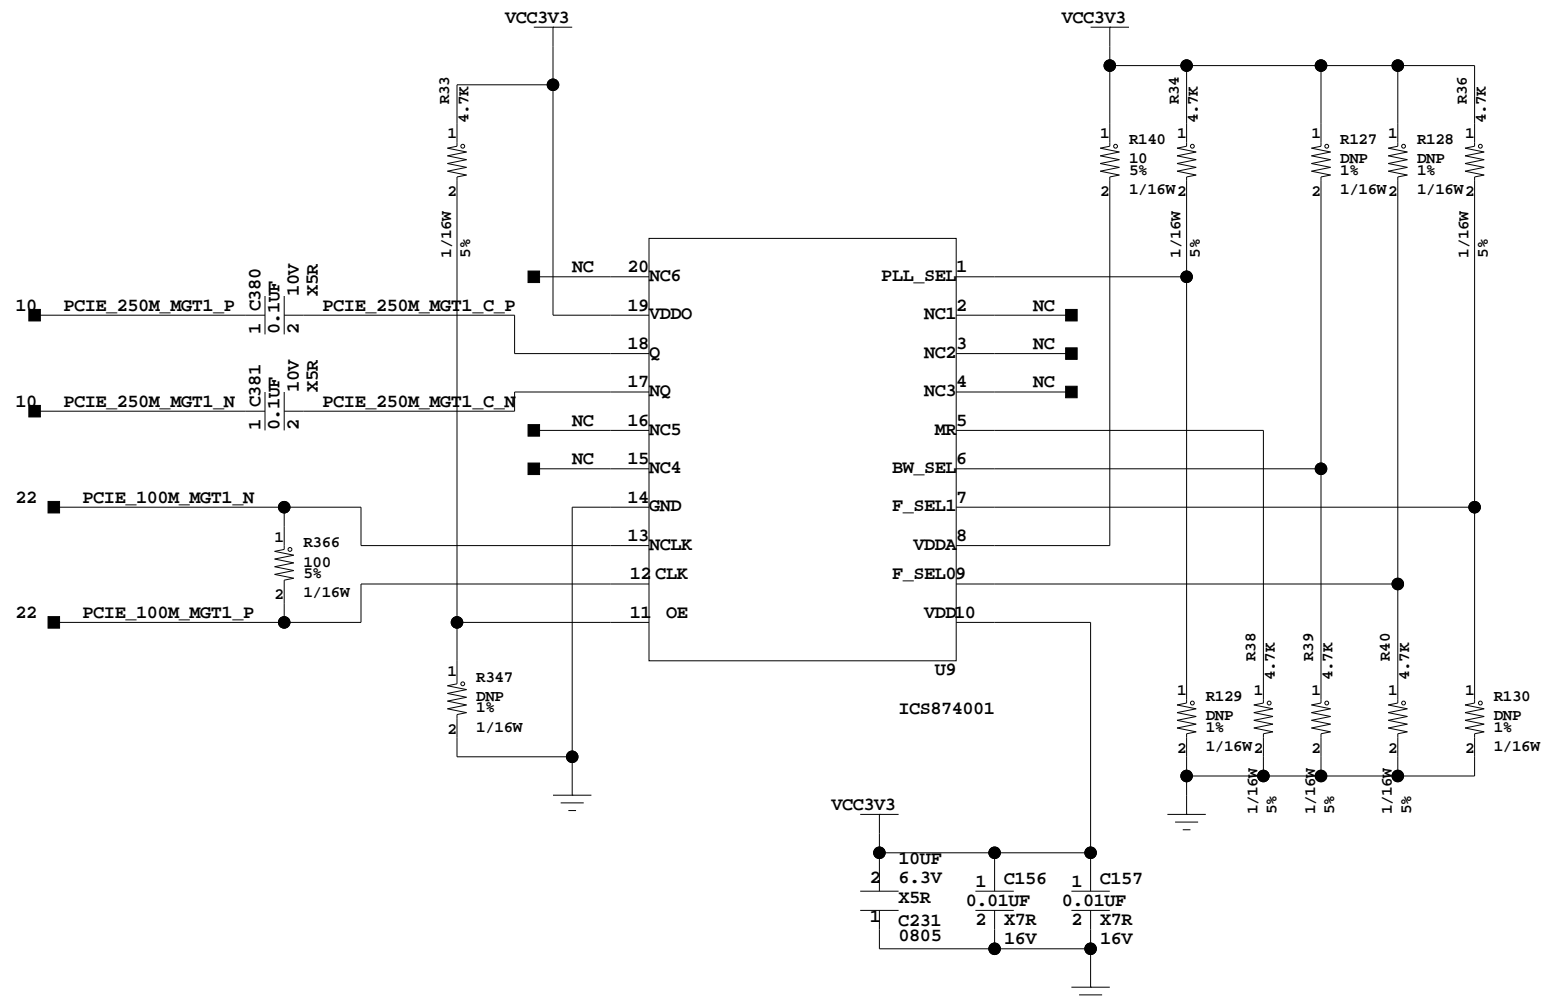 VCC3V3
VCC3V3
R33
4.7K
1
2
1/16W
5%
R140
10
5%
1/16W
1
2
R34
4.7K
1
2
1/16W
5%
R127
DNP
1%
1/16W
1
2
R128
DNP
1%
1/16W
1
2
R36
4.7K
1
2
1/16W
5%
NC 20 NC6
19 VDDO
18 Q
17 NQ
NC 16 NC5
NC 15 NC4
14 GND
13 NCLK
12 CLK
11 OE
PLL_SEL 1
NC1 2 NC
NC2 3 NC
NC3 4 NC
MR 5
BW_SEL 6
F_SEL1 7
VDDA 8
F_SEL0 9
VDD 10
U9
ICS874001
10 PCIE_250M_MGT1_P
1 C380
0.1UF
2 10V
X5R
PCIE_250M_MGT1_C_P
10 PCIE_250M_MGT1_N
1 C381
0.1UF
2 10V
X5R
PCIE_250M_MGT1_C_N
22 PCIE_100M_MGT1_N
1
R366
100
5%
2 1/16W
22 PCIE_100M_MGT1_P
1
R347
DNP
1%
2 1/16W
1
R129
DNP
1%
2 1/16W
R38
4.7K
1
2
1/16W
5%
R39
4.7K
1
2
1/16W
5%
R40
4.7K
1
2
1/16W
5%
1
R130
DNP
1%
2 1/16W
VCC3V3
10UF
2 6.3V
X5R
1 C231
0805
1 C156
0.01UF
2 X7R
16V
1 C157
0.01UF
2 X7R
16V